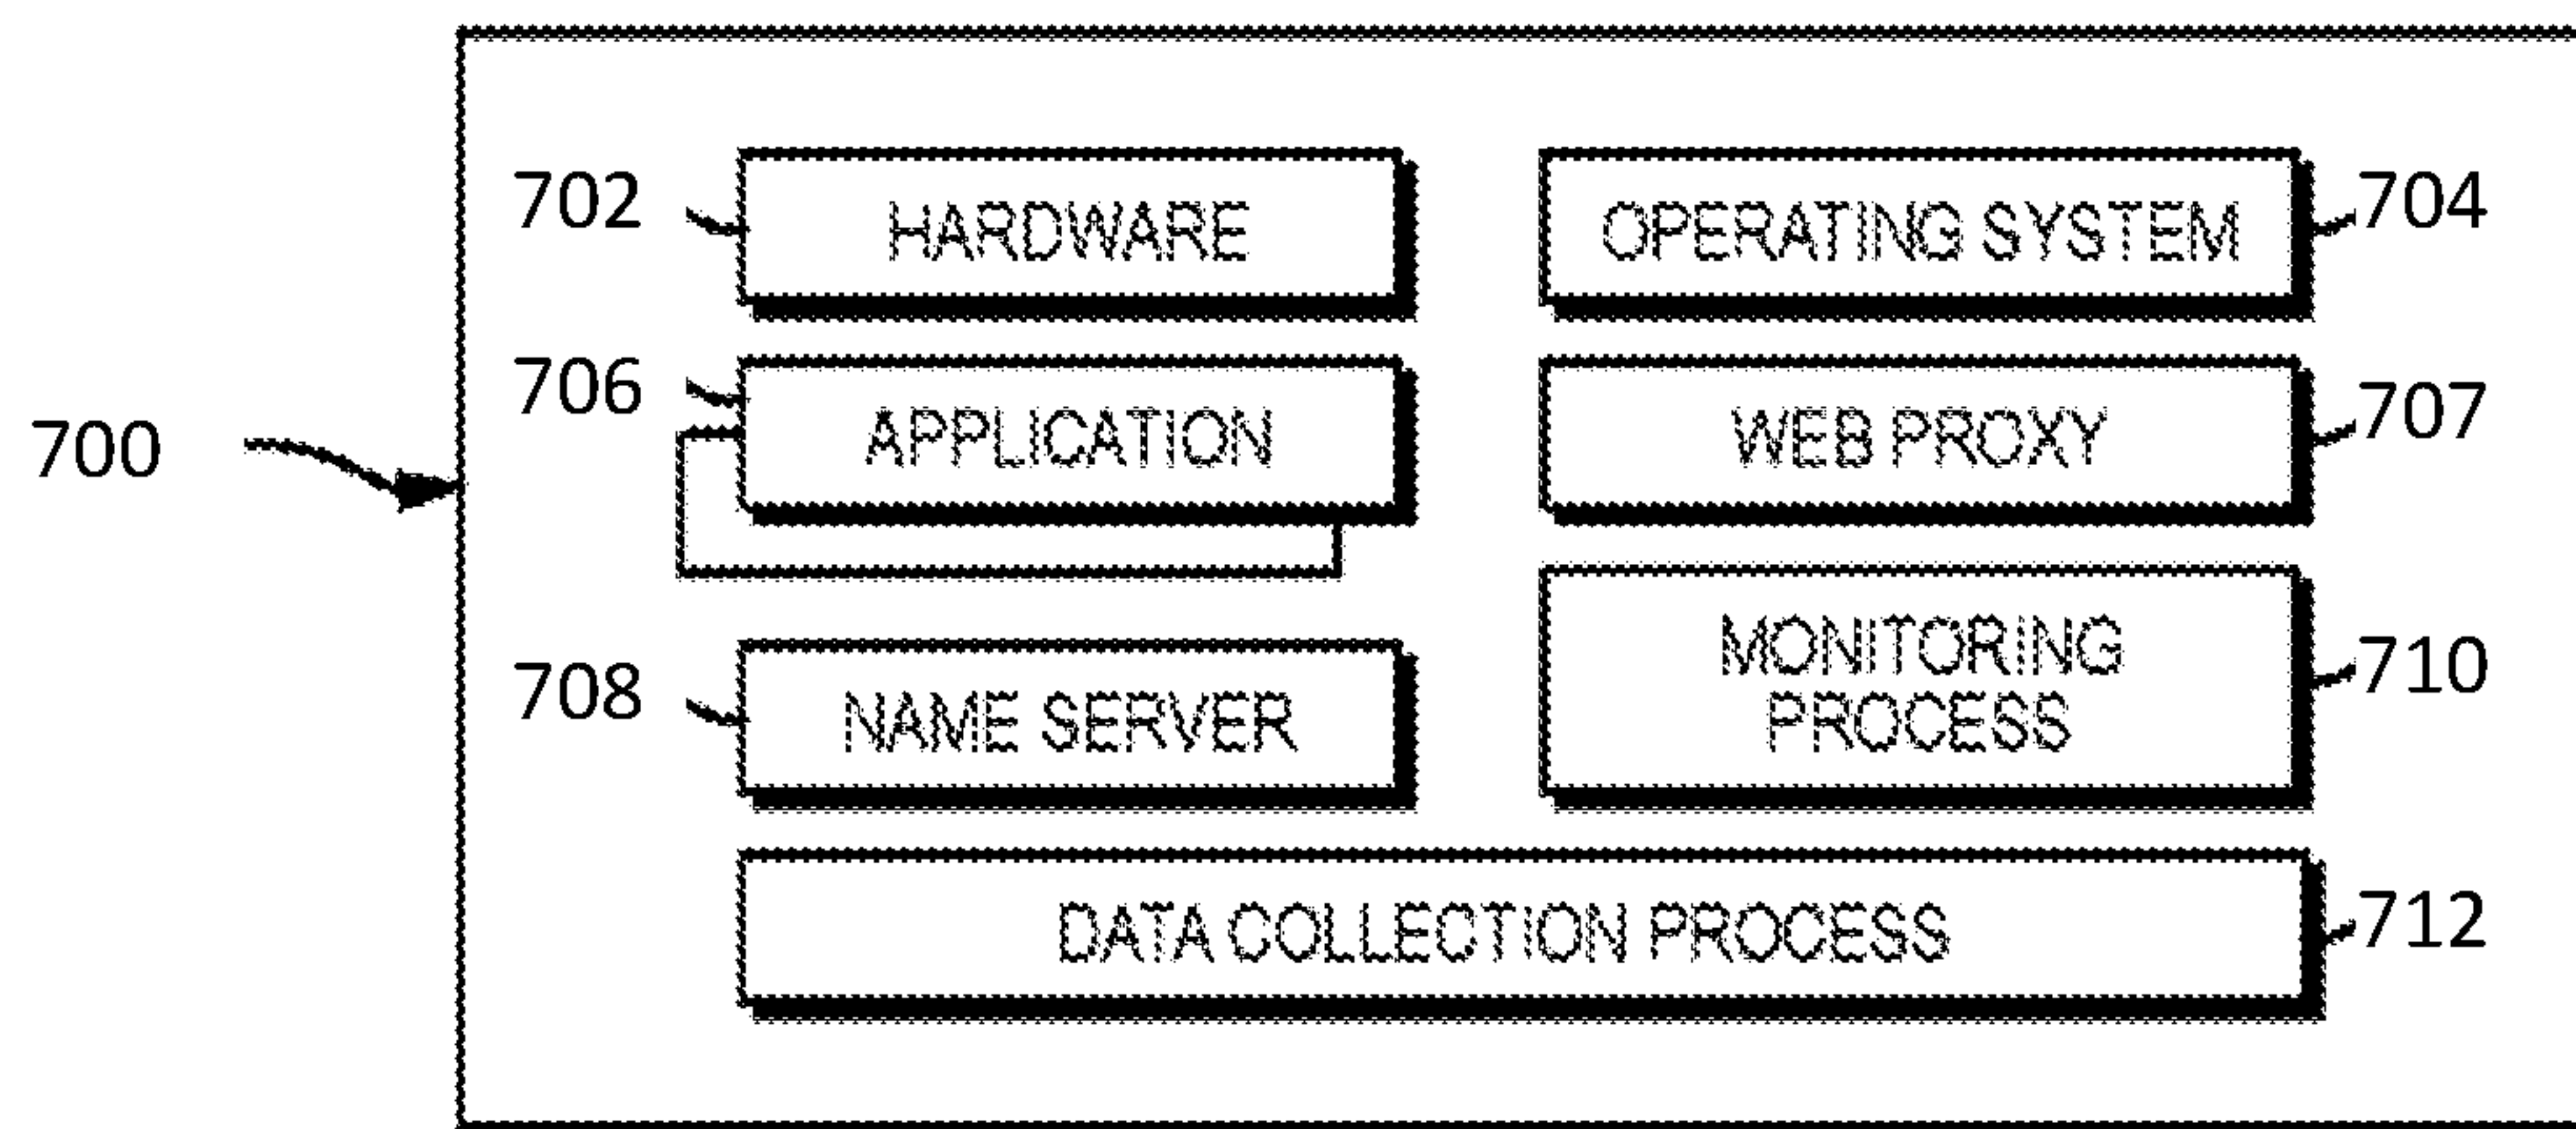 702 HARDWARE OPERATING SYSTEM 704
706 APPLICATION WEB PROXY 707
700
708 NAME SERVER MONITORING PROCESS 710
DATA COLLECTION PROCESS 712